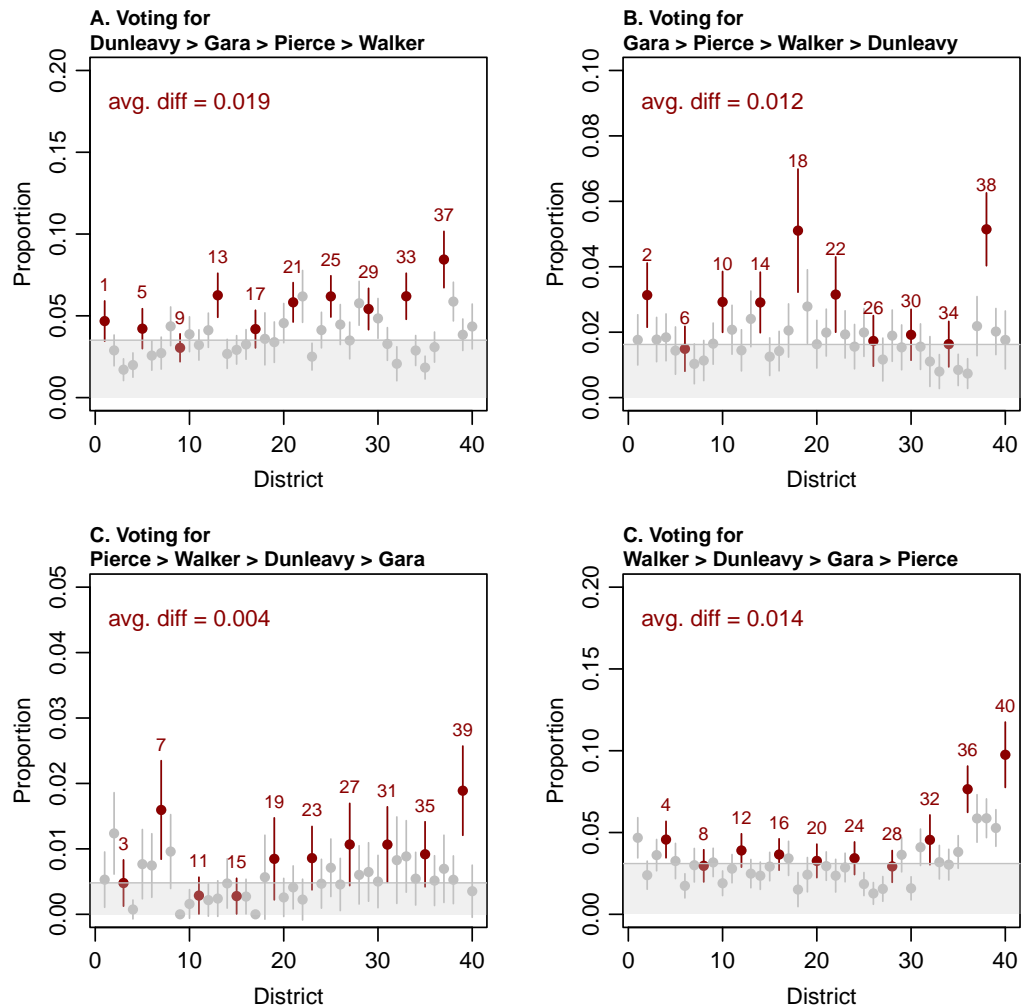 A. Voting for
Dunleavy > Gara > Pierce > Walker
avg. diff = 0.019
Proportion
0.20
0.15
0.10
0.05
0.00
1
5
9
13
17
21
25
29
33
37
0 10 20 30 40
District
B. Voting for
Gara > Pierce > Walker > Dunleavy
avg. diff = 0.012
Proportion
0.10
0.08
0.06
0.04
0.02
0.00
2
6
10
14
18
22
26
30
34
38
0 10 20 30 40
District
C. Voting for
Pierce > Walker > Dunleavy > Gara
avg. diff = 0.004
Proportion
0.05
0.04
0.03
0.02
0.01
0.00
3
7
11
15
19
23
27
31
35
39
0 10 20 30 40
District
C. Voting for
Walker > Dunleavy > Gara > Pierce
avg. diff = 0.014
Proportion
0.20
0.15
0.10
0.05
0.00
4
8
12
16
20
24
28
32
36
40
0 10 20 30 40
District